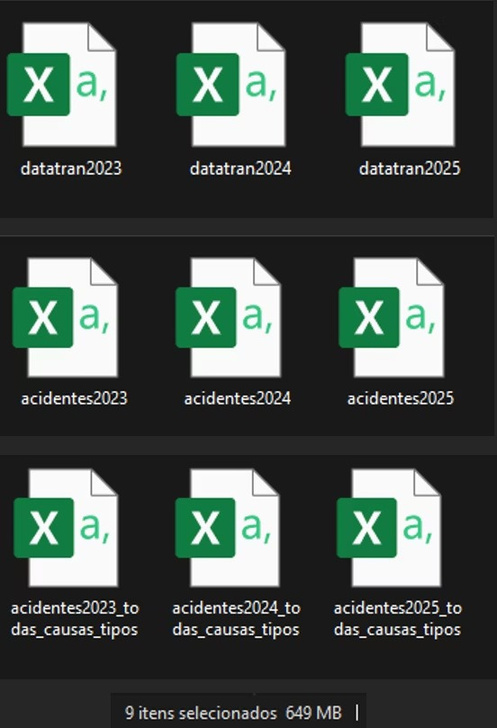 X a, X a, X a,
datatran2023 datatran2024 datatran2025
X a, X a, X a,
acidentes2023 acidentes2024 acidentes2025
X a, X a, X a,
acidentes2023_to acidentes2024_to acidentes2025_to
das_causas_tipos das_causas_tipos das_causas_tipos
9 itens selecionados 649 MB |